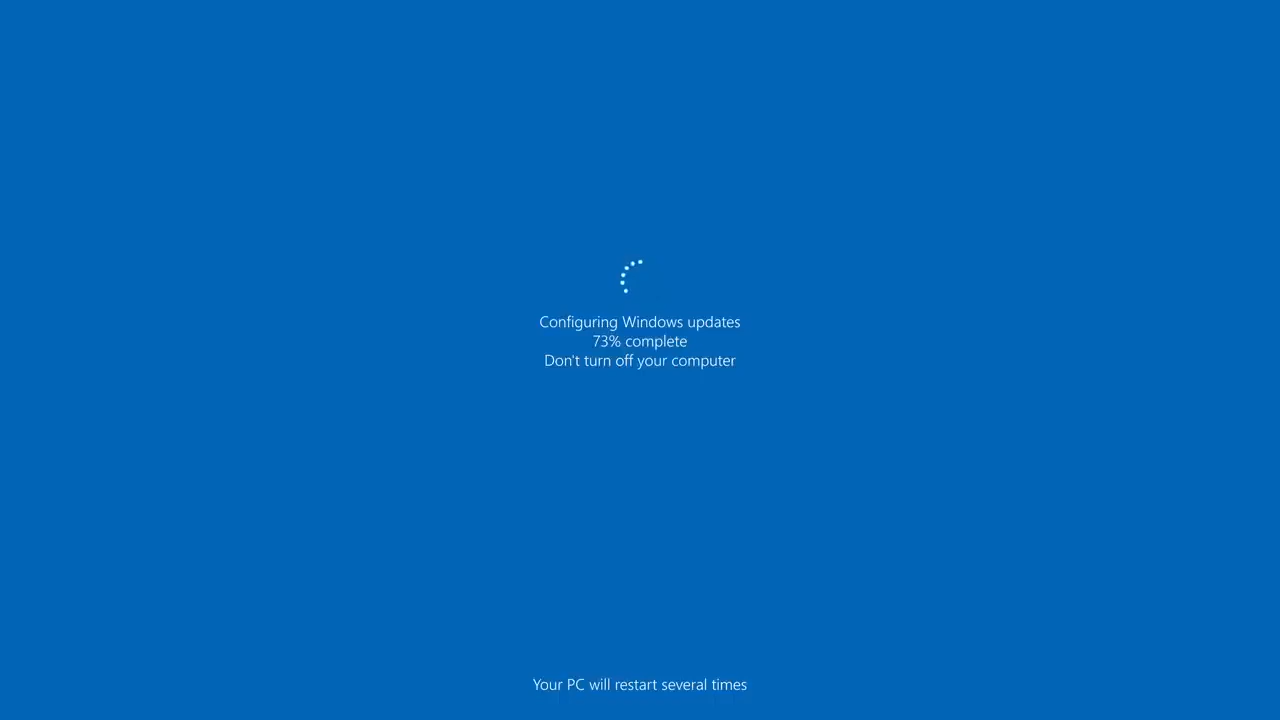 Configuring Windows updates
73% complete
Don't turn off your computer
Your PC will restart several times